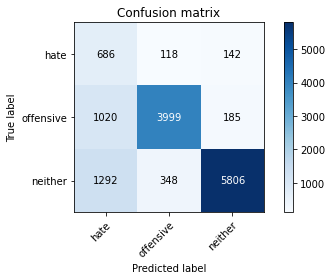 Confusion matrix
True label
hate 686 118 142
offensive 1020 3999 185
neither 1292 348 5806
hate offensive neither
Predicted label
5000
4000
3000
2000
1000